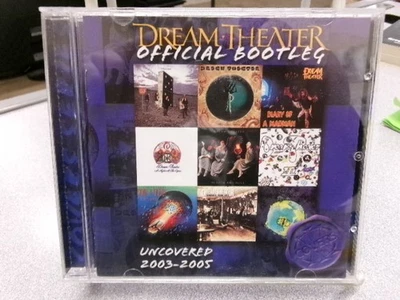 DREAM THEATER
OFFICIAL BOOTLEG
DREAM THEATER
DREAM
THEATER
DIARY OF
A MADMAN
UNCOVERED
2003-2005